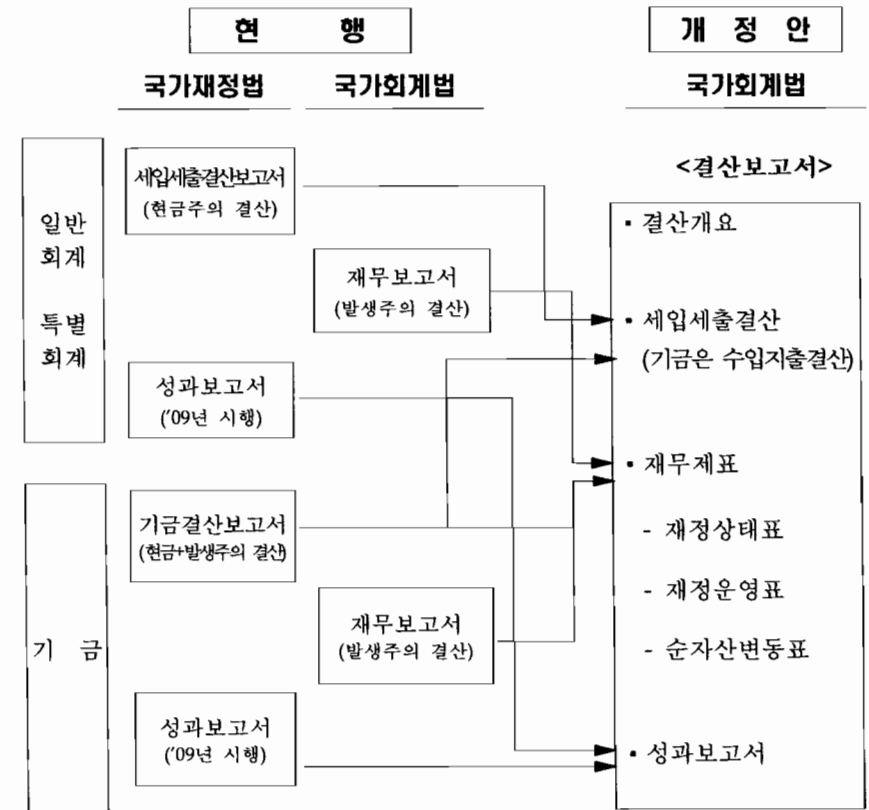 현 행
개 정 안
국가재정법
국가회계법
국가회계법
일반
회계
특별
회계
세입세출결산보고서
(현금주의 결산)
재무보고서
(발생주의 결산)
성과보고서
('09년 시행)
기 금
기금결산보고서
(현금+발생주의 결산)
재무보고서
(발생주의 결산)
성과보고서
('09년 시행)
<결산보고서>
▪ 결산개요
▪ 세입세출결산
(기금은 수입지출결산)
▪ 재무제표
- 재정상태표
- 재정운영표
- 순자산변동표
▪ 성과보고서